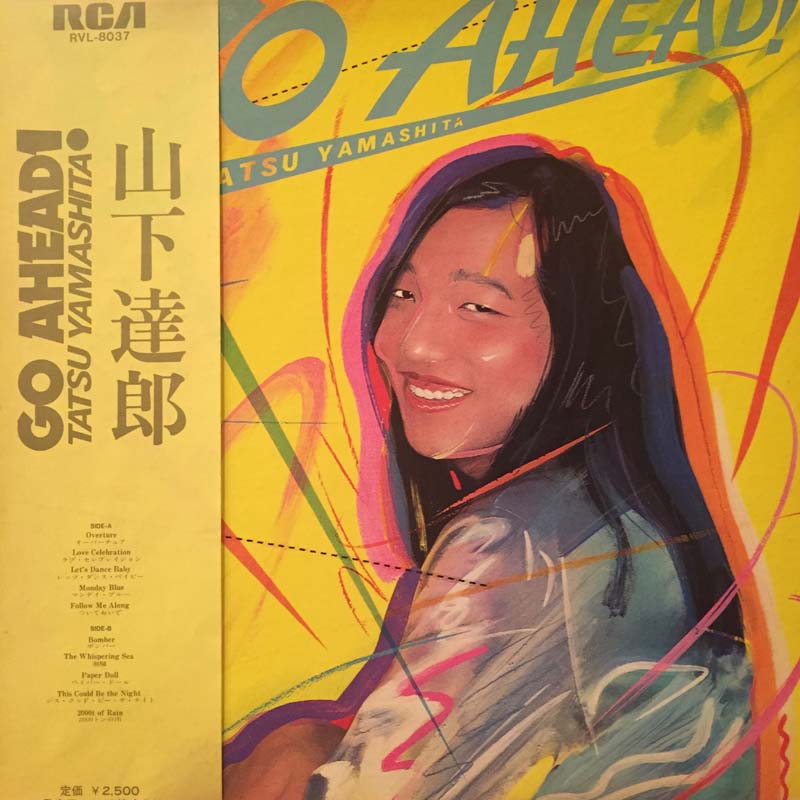 RCA
RVL-8037
GO AHEAD!
TATSU YAMASHITA
山下達郎
SIDE-A
Overture
オーバーチュア
Love Celebration
ラブ・セレブレイション
Let's Dance Baby
レッツ・ダンス・ベイビー
Monday Blue
マンデイ・ブルー
Follow Me Along
ついておいで
SIDE-B
Bomber
ボンバー
The Whispering Sea
潮騒
Paper Doll
ペイパー・ドール
This Could Be the Night
ジス・クッド・ビー・ザ・ナイト
2000t of Rain
2000トンの雨
定価 ¥2,500
O AHEAD!
ATSU YAMASHITA